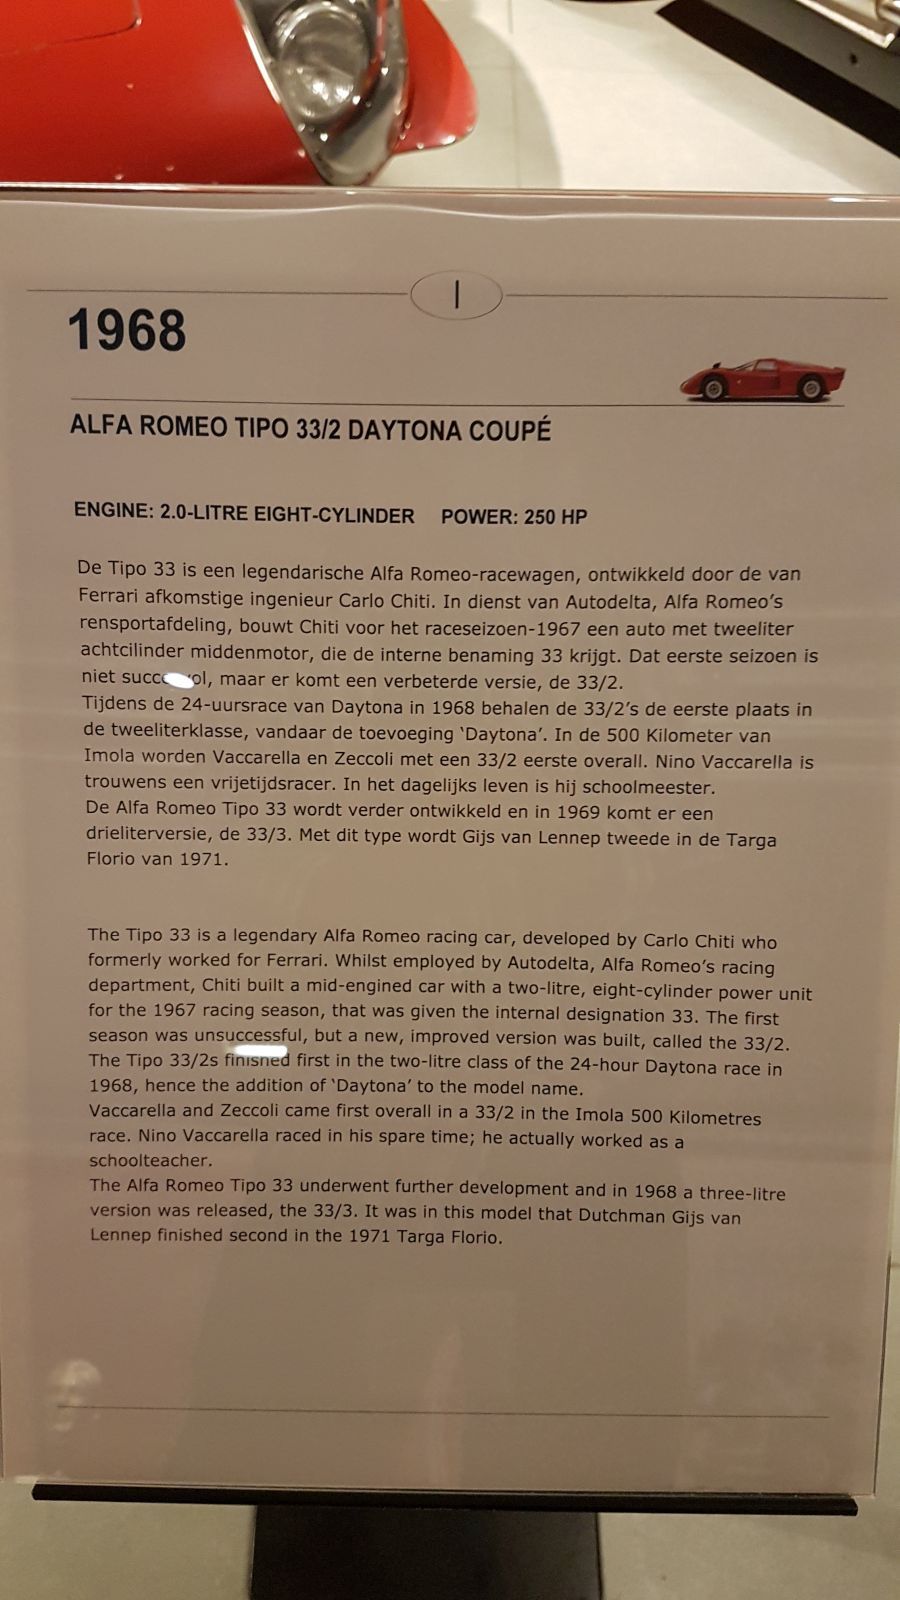 I
1968
ALFA ROMEO TIPO 33/2 DAYTONA COUPÉ
ENGINE: 2.0-LITRE EIGHT-CYLINDER POWER: 250 HP
De Tipo 33 is een legendarische Alfa Romeo-racewagen, ontwikkeld door de van
Ferrari afkomstige ingenieur Carlo Chiti. In dienst van Autodelta, Alfa Romeo's
rensportafdeling, bouwt Chiti voor het raceseizoen-1967 een auto met tweeliter
achtcilinder middenmotor, die de interne benaming 33 krijgt. Dat eerste seizoen is
niet succesvol, maar er komt een verbeterde versie, de 33/2.
Tijdens de 24-uursrace van Daytona in 1968 behalen de 33/2's de eerste plaats in
de tweeliterklasse, vandaar de toevoeging 'Daytona'. In de 500 Kilometer van
Imola worden Vaccarella en Zeccoli met een 33/2 eerste overall. Nino Vaccarella is
trouwens een vrijetijdsracer. In het dagelijks leven is hij schoolmeester.
De Alfa Romeo Tipo 33 wordt verder ontwikkeld en in 1969 komt er een
drieliterversie, de 33/3. Met dit type wordt Gijs van Lennep tweede in de Targa
Florio van 1971.
The Tipo 33 is a legendary Alfa Romeo racing car, developed by Carlo Chiti who
formerly worked for Ferrari. Whilst employed by Autodelta, Alfa Romeo's racing
department, Chiti built a mid-engined car with a two-litre, eight-cylinder power unit
for the 1967 racing season, that was given the internal designation 33. The first
season was unsuccessful, but a new, improved version was built, called the 33/2.
The Tipo 33/2s finished first in the two-litre class of the 24-hour Daytona race in
1968, hence the addition of 'Daytona' to the model name.
Vaccarella and Zeccoli came first overall in a 33/2 in the Imola 500 Kilometres
race. Nino Vaccarella raced in his spare time; he actually worked as a
schoolteacher.
The Alfa Romeo Tipo 33 underwent further development and in 1968 a three-litre
version was released, the 33/3. It was in this model that Dutchman Gijs van
Lennep finished second in the 1971 Targa Florio.